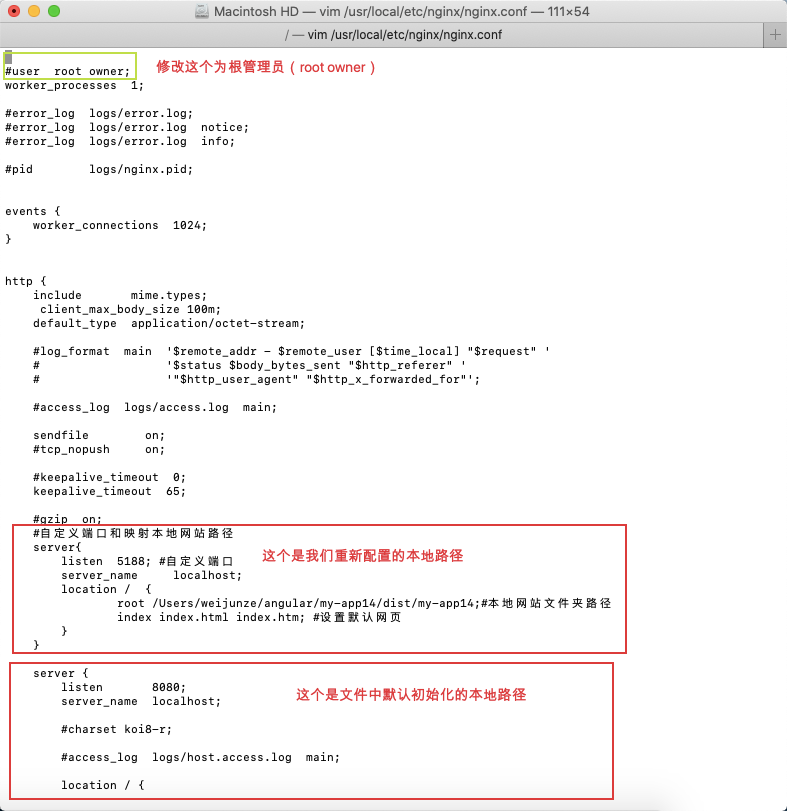 Macintosh HD — vim /usr/local/etc/nginx/nginx.conf — 111×54
/ — vim /usr/local/etc/nginx/nginx.conf
#user  root owner;
修改这个为根管理员（root owner）
worker_processes  1;
#error_log  logs/error.log;
#error_log  logs/error.log  notice;
#error_log  logs/error.log  info;
#pid        logs/nginx.pid;
events {
    worker_connections  1024;
}
http {
    include       mime.types;
     client_max_body_size 100m;
    default_type  application/octet-stream;
    #log_format  main  '$remote_addr - $remote_user [$time_local] "$request" '
    #                  '$status $body_bytes_sent "$http_referer" '
    #                  '"$http_user_agent" "$http_x_forwarded_for"';
    #access_log  logs/access.log  main;
    sendfile        on;
    #tcp_nopush     on;
    #keepalive_timeout  0;
    keepalive_timeout  65;
    #gzip  on;
    #自定义端口和映射本地网站路径
    server{
        listen  5188; #自定义端口
这个是我们重新配置的本地路径
        server_name     localhost;
        location /  {
                root /Users/weijunze/angular/my-app14/dist/my-app14;#本地网站文件夹路径
                index index.html index.htm; #设置默认网页
        }
    }
    server {
        listen       8080;
这个是文件中默认初始化的本地路径
        server_name  localhost;
        #charset koi8-r;
        #access_log  logs/host.access.log  main;
        location / {